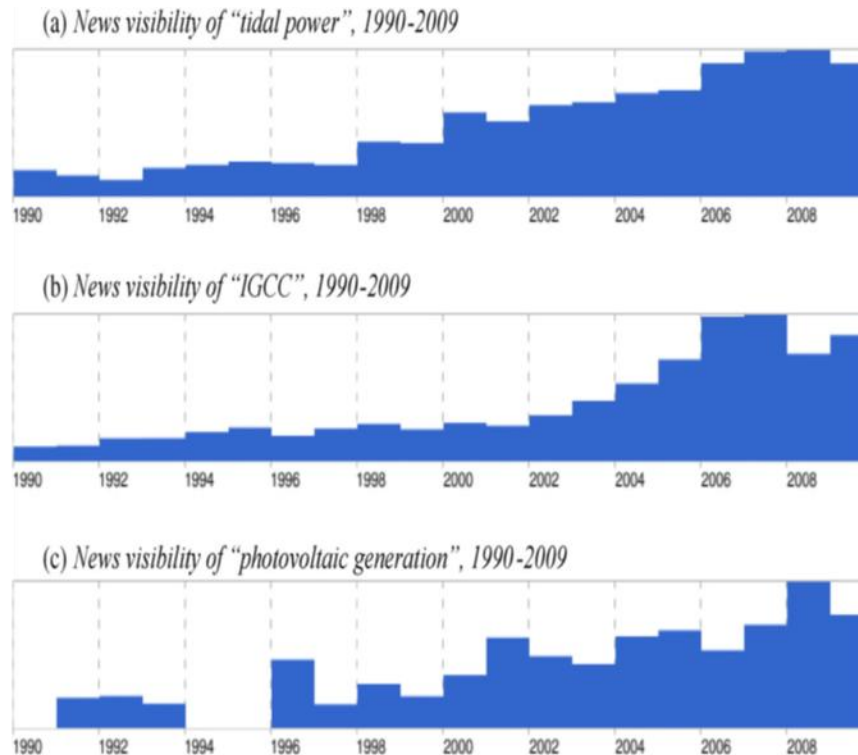 (a) News visibility of “tidal power”, 1990-2009
1990 1992 1994 1996 1998 2000 2002 2004 2006 2008
(b) News visibility of “IGCC”, 1990-2009
1990 1992 1994 1996 1998 2000 2002 2004 2006 2008
(c) News visibility of “photovoltaic generation”, 1990-2009
1990 1992 1994 1996 1998 2000 2002 2004 2006 2008